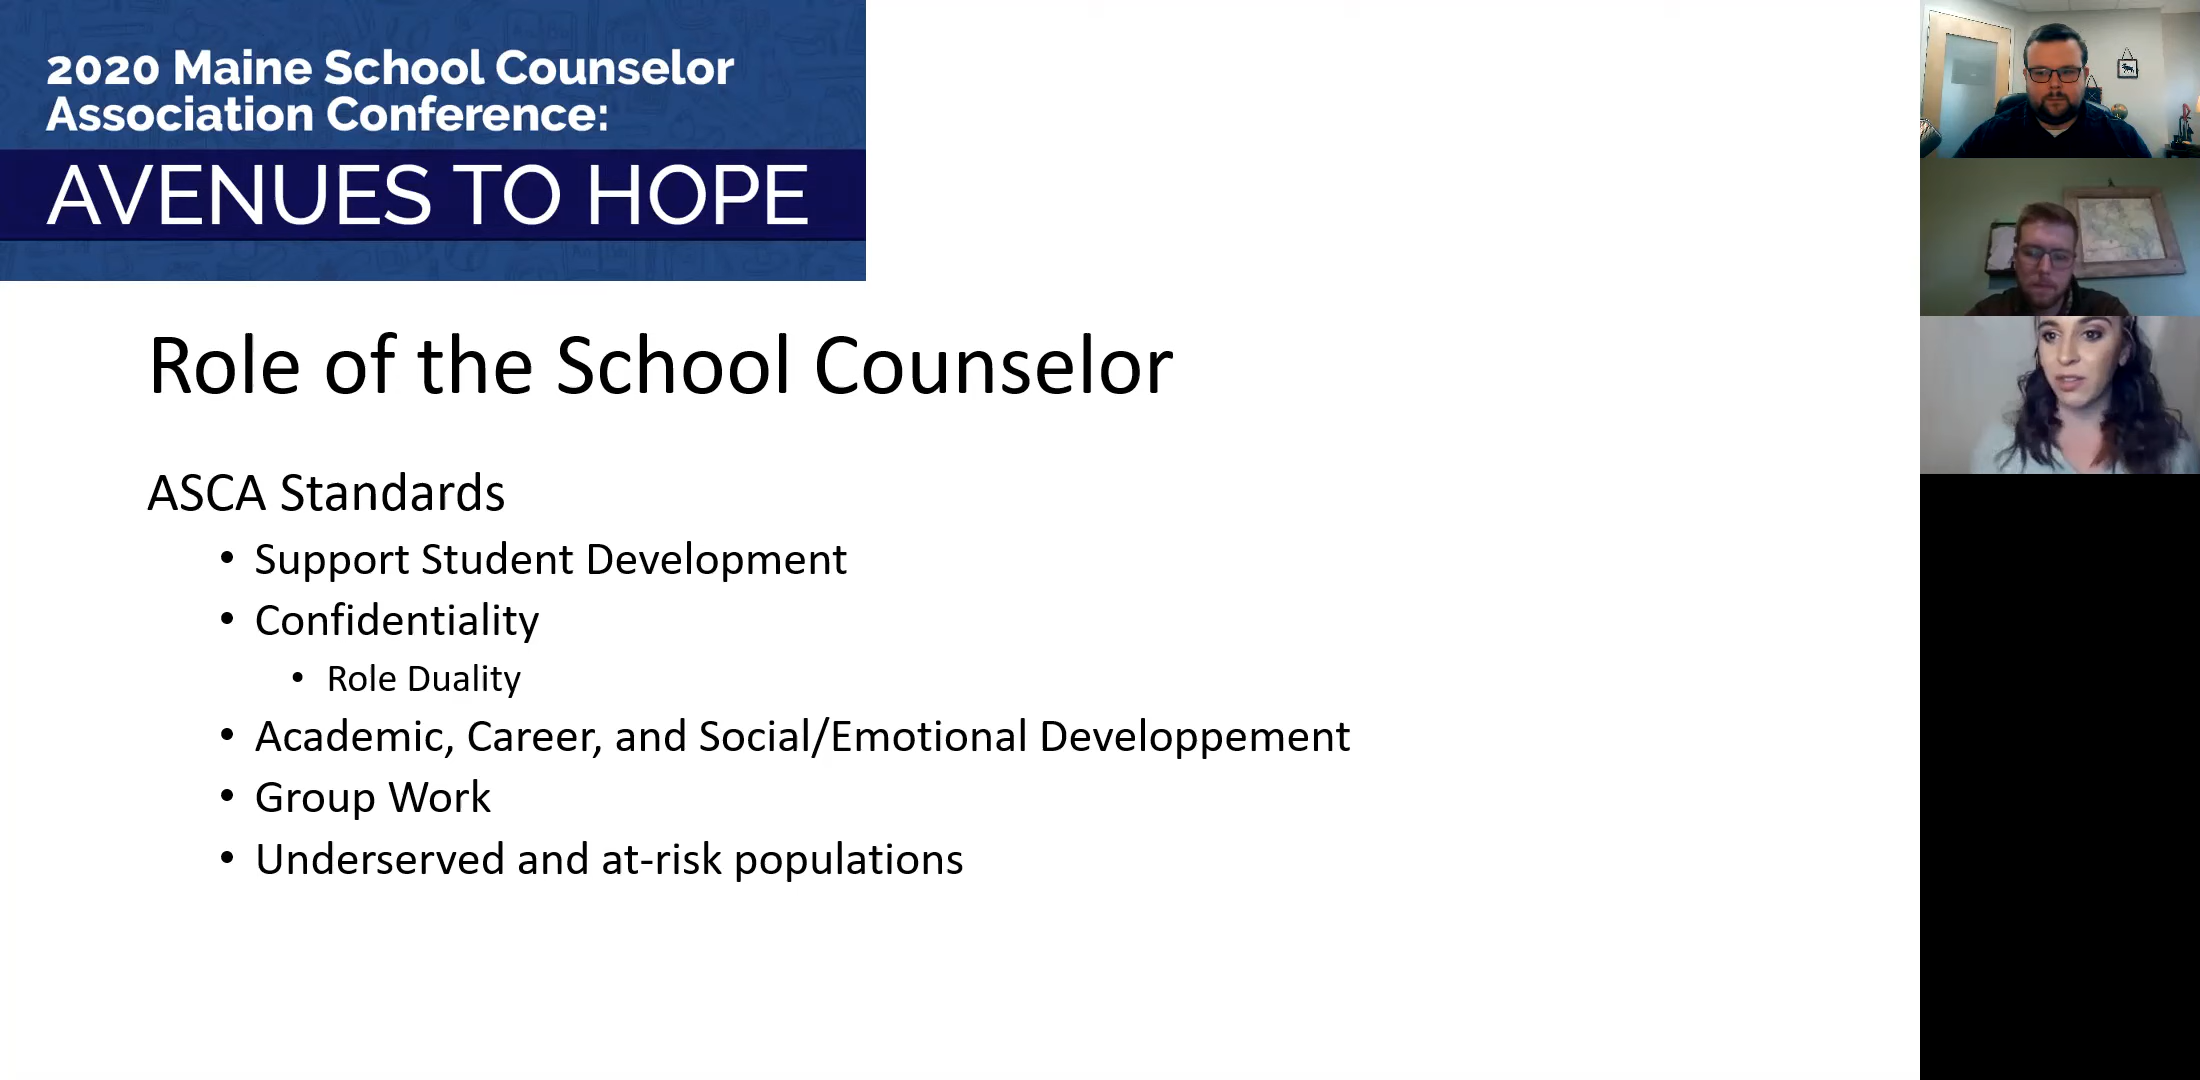 2020 Maine School Counselor
Association Conference:
AVENUES TO HOPE
Role of the School Counselor
ASCA Standards
• Support Student Development
• Confidentiality
• Role Duality
• Academic, Career, and Social/Emotional Developpement
• Group Work
• Underserved and at-risk populations